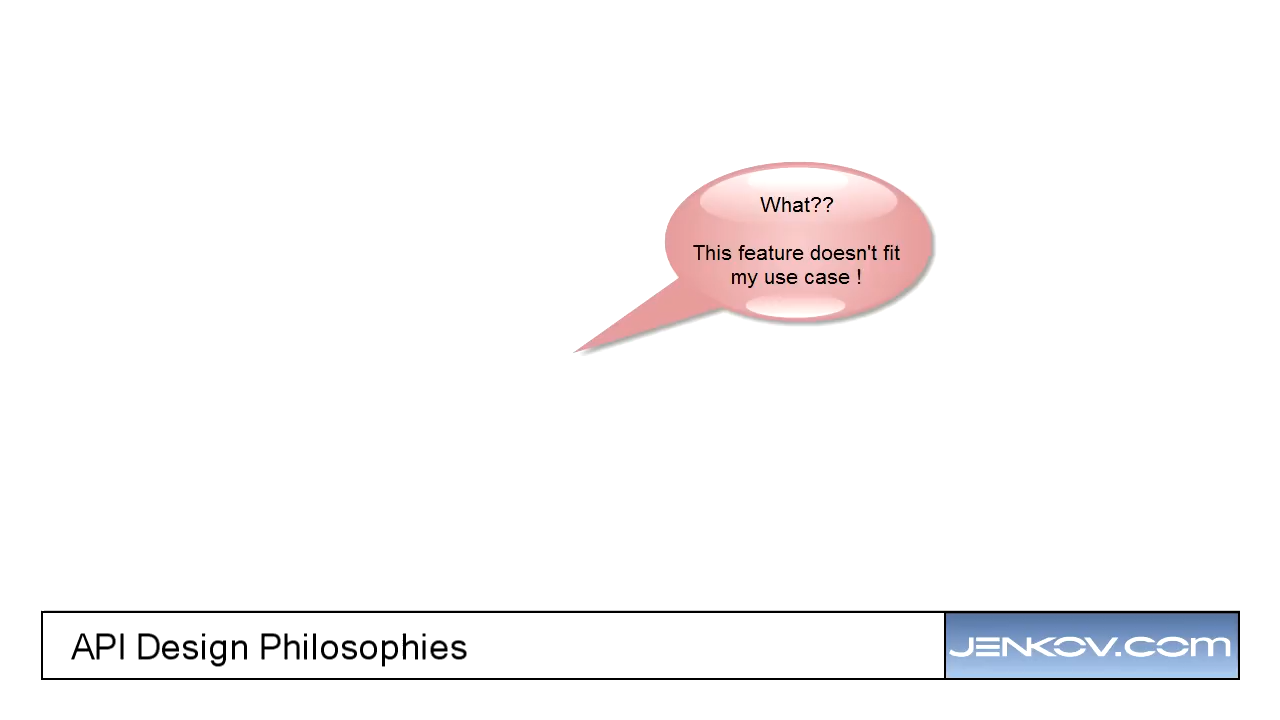 What??
This feature doesn't fit
my use case !
API Design Philosophies
JENKOV.COM